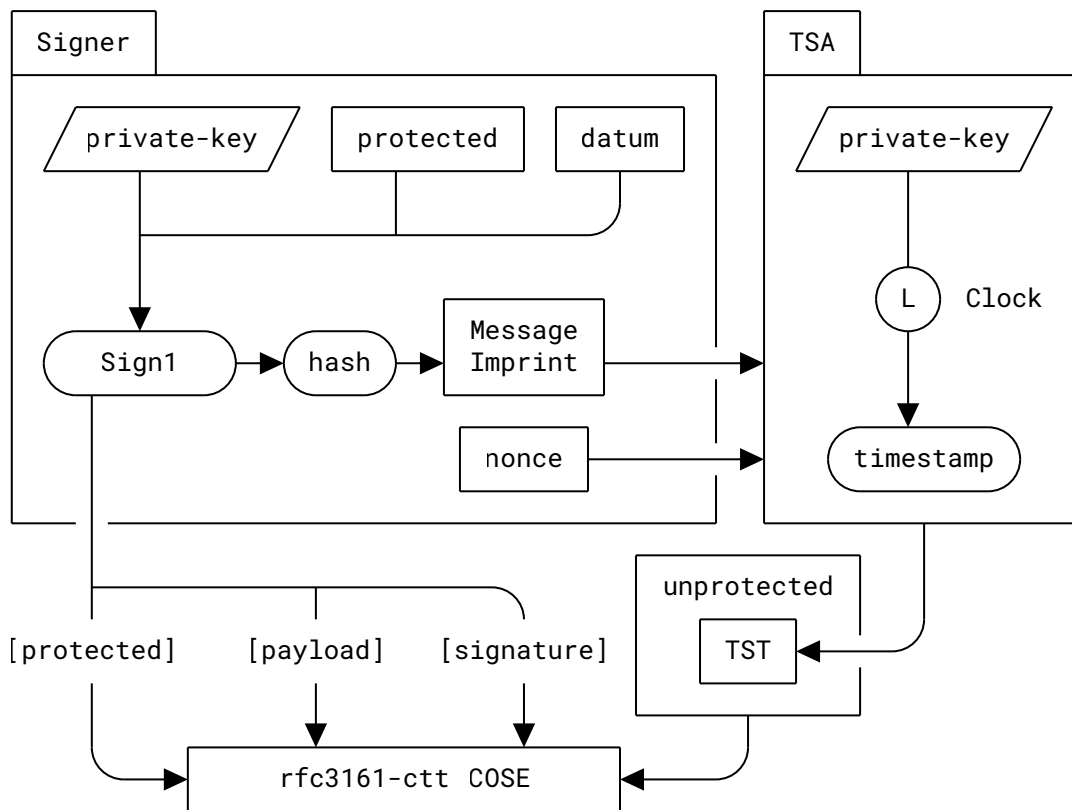 Signer
TSA
private-key
protected
datum
private-key
L
Clock
Sign1
hash
Message
Imprint
nonce
timestamp
unprotected
TST
[protected]
[payload]
[signature]
rfc3161-ctt COSE